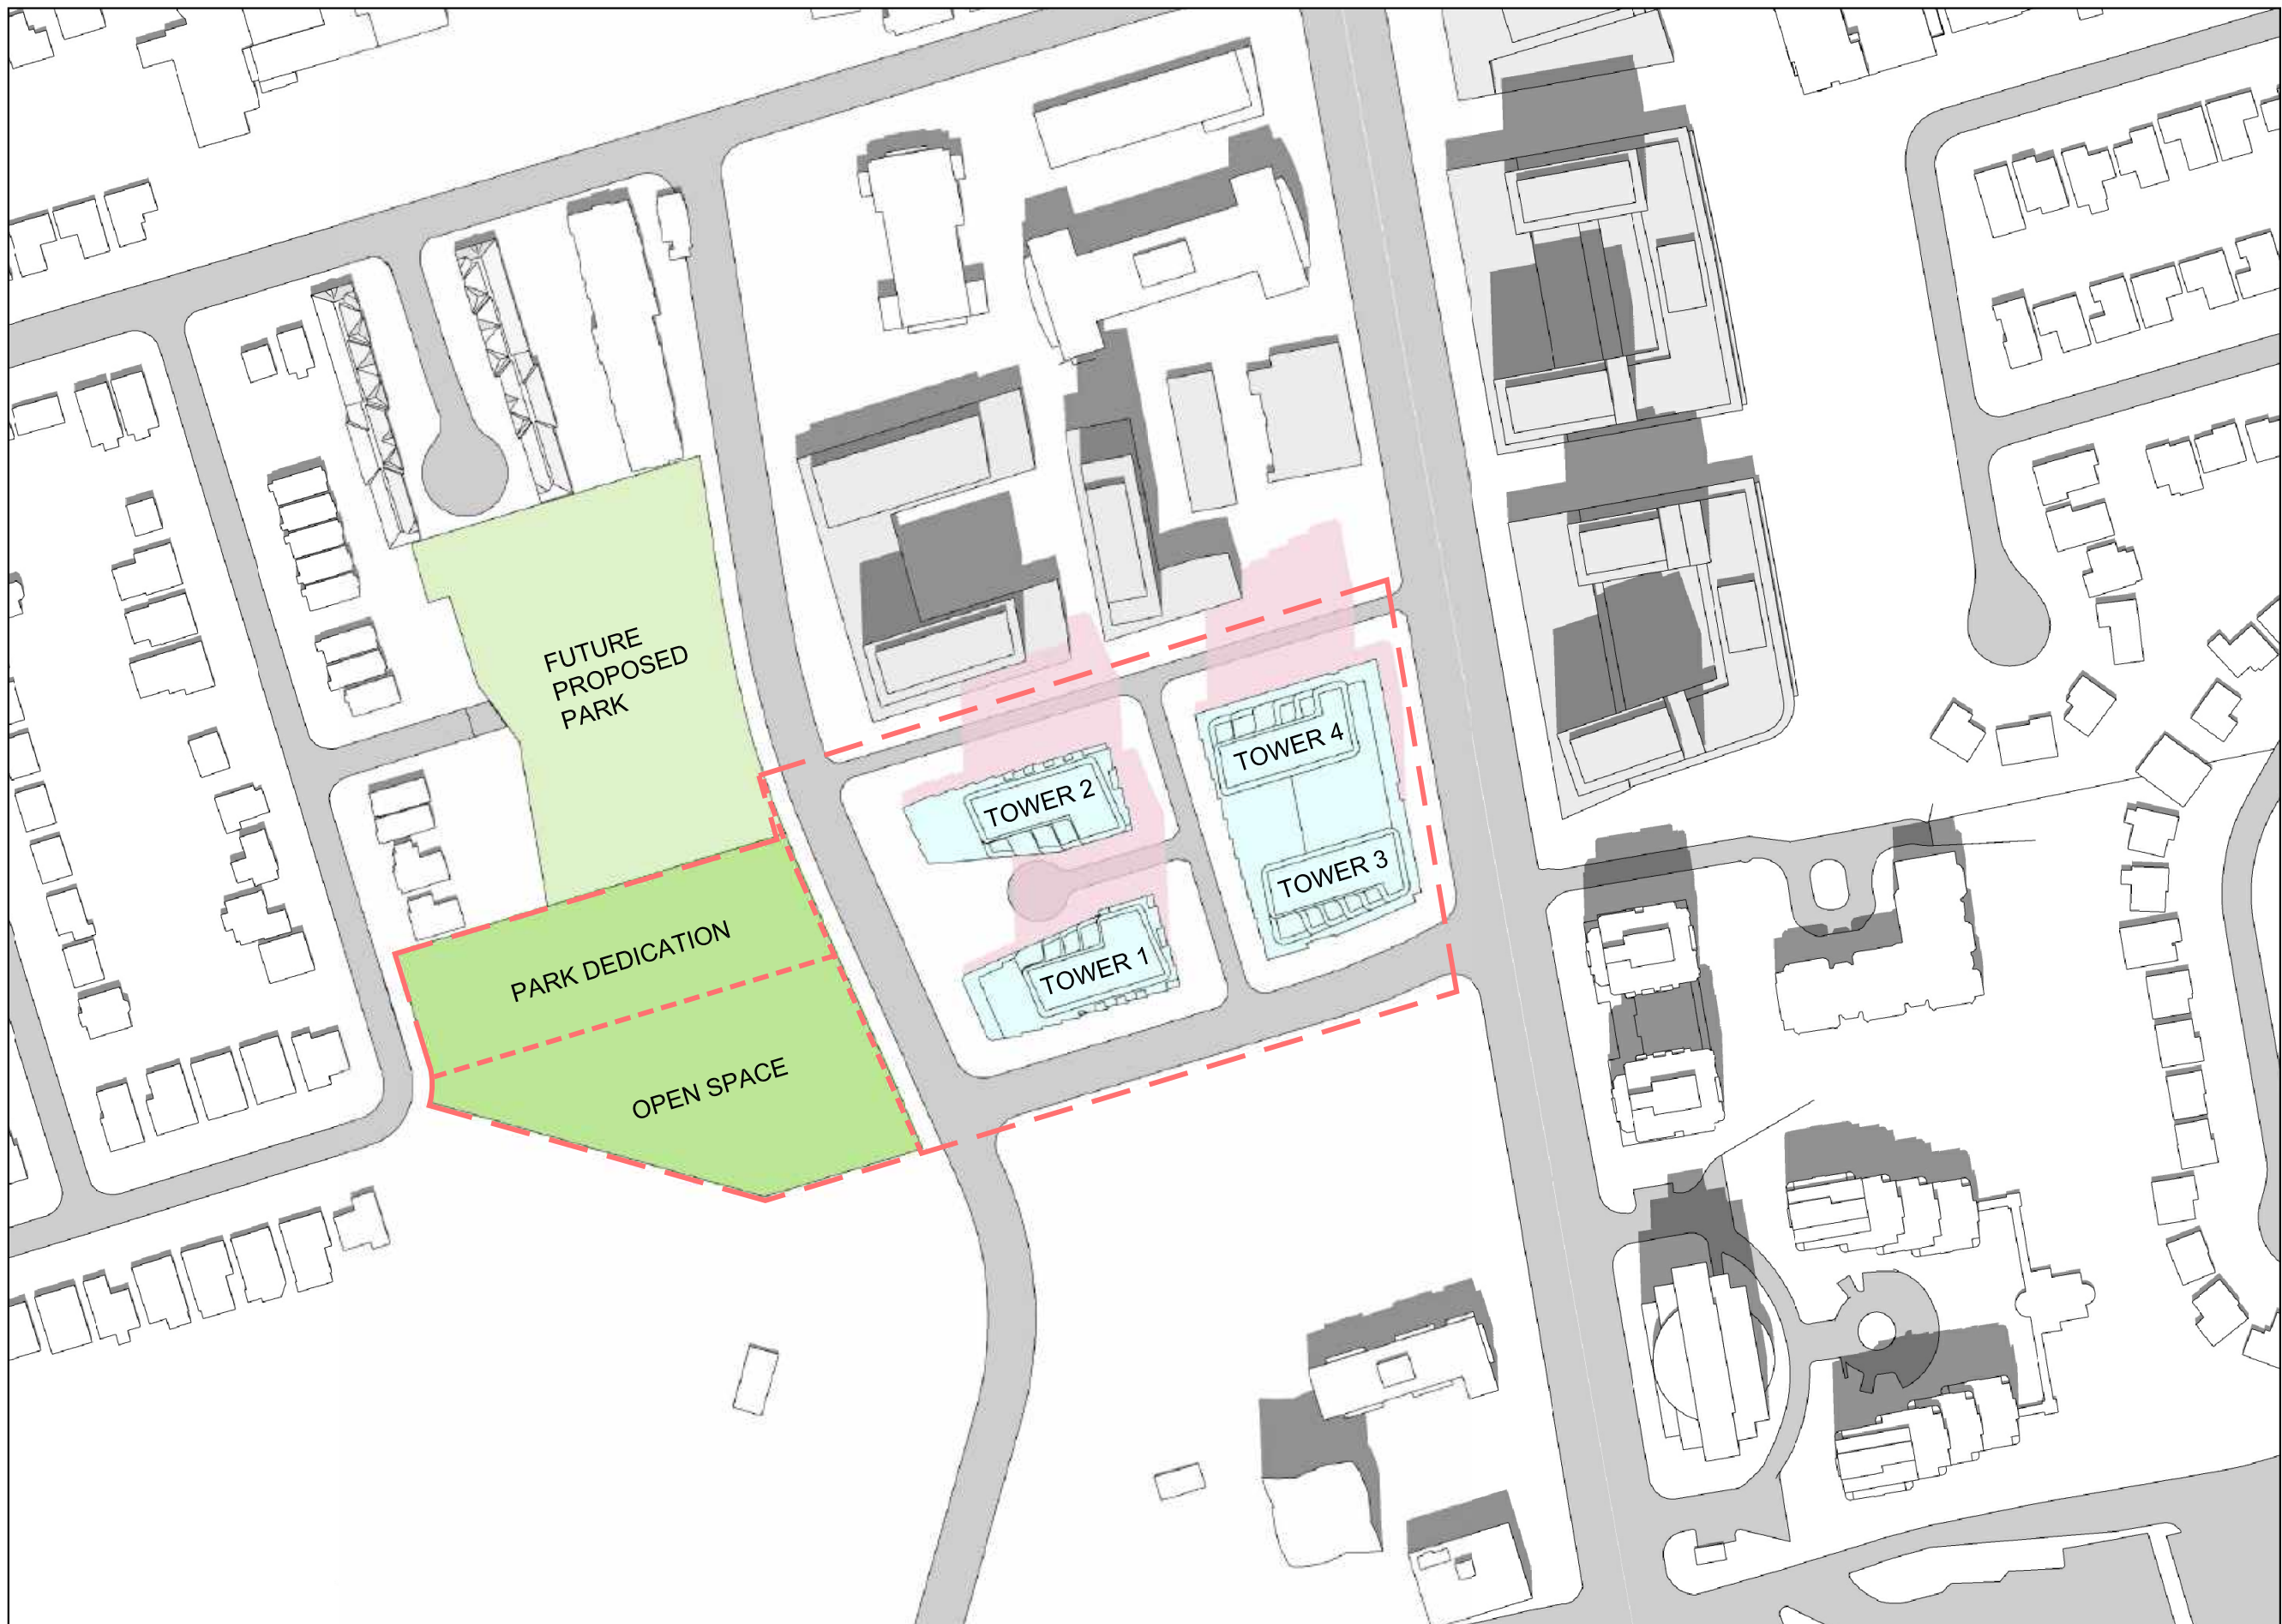 FUTURE
PROPOSED
PARK
TOWER 4
TOWER 2
TOWER 3
PARK DEDICATION
TOWER 1
OPEN SPACE